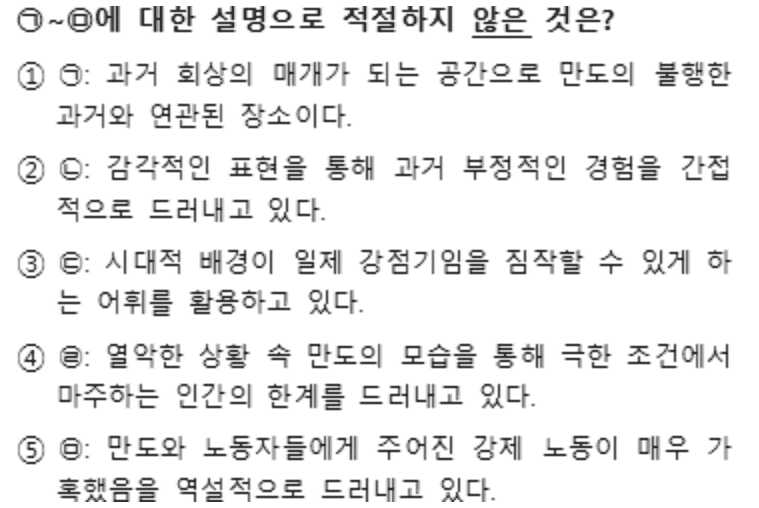 ㉠~㉤에 대한 설명으로 적절하지 않은 것은?
① ㉠: 과거 회상의 매개가 되는 공간으로 만도의 불행한
과거와 연관된 장소이다.
② ㉡: 감각적인 표현을 통해 과거 부정적인 경험을 간접
적으로 드러내고 있다.
③ ㉢: 시대적 배경이 일제 강점기임을 짐작할 수 있게 하
는 어휘를 활용하고 있다.
④ ㉣: 열악한 상황 속 만도의 모습을 통해 극한 조건에서
마주하는 인간의 한계를 드러내고 있다.
⑤ ㉤: 만도와 노동자들에게 주어진 강제 노동이 매우 가
혹했음을 역설적으로 드러내고 있다.